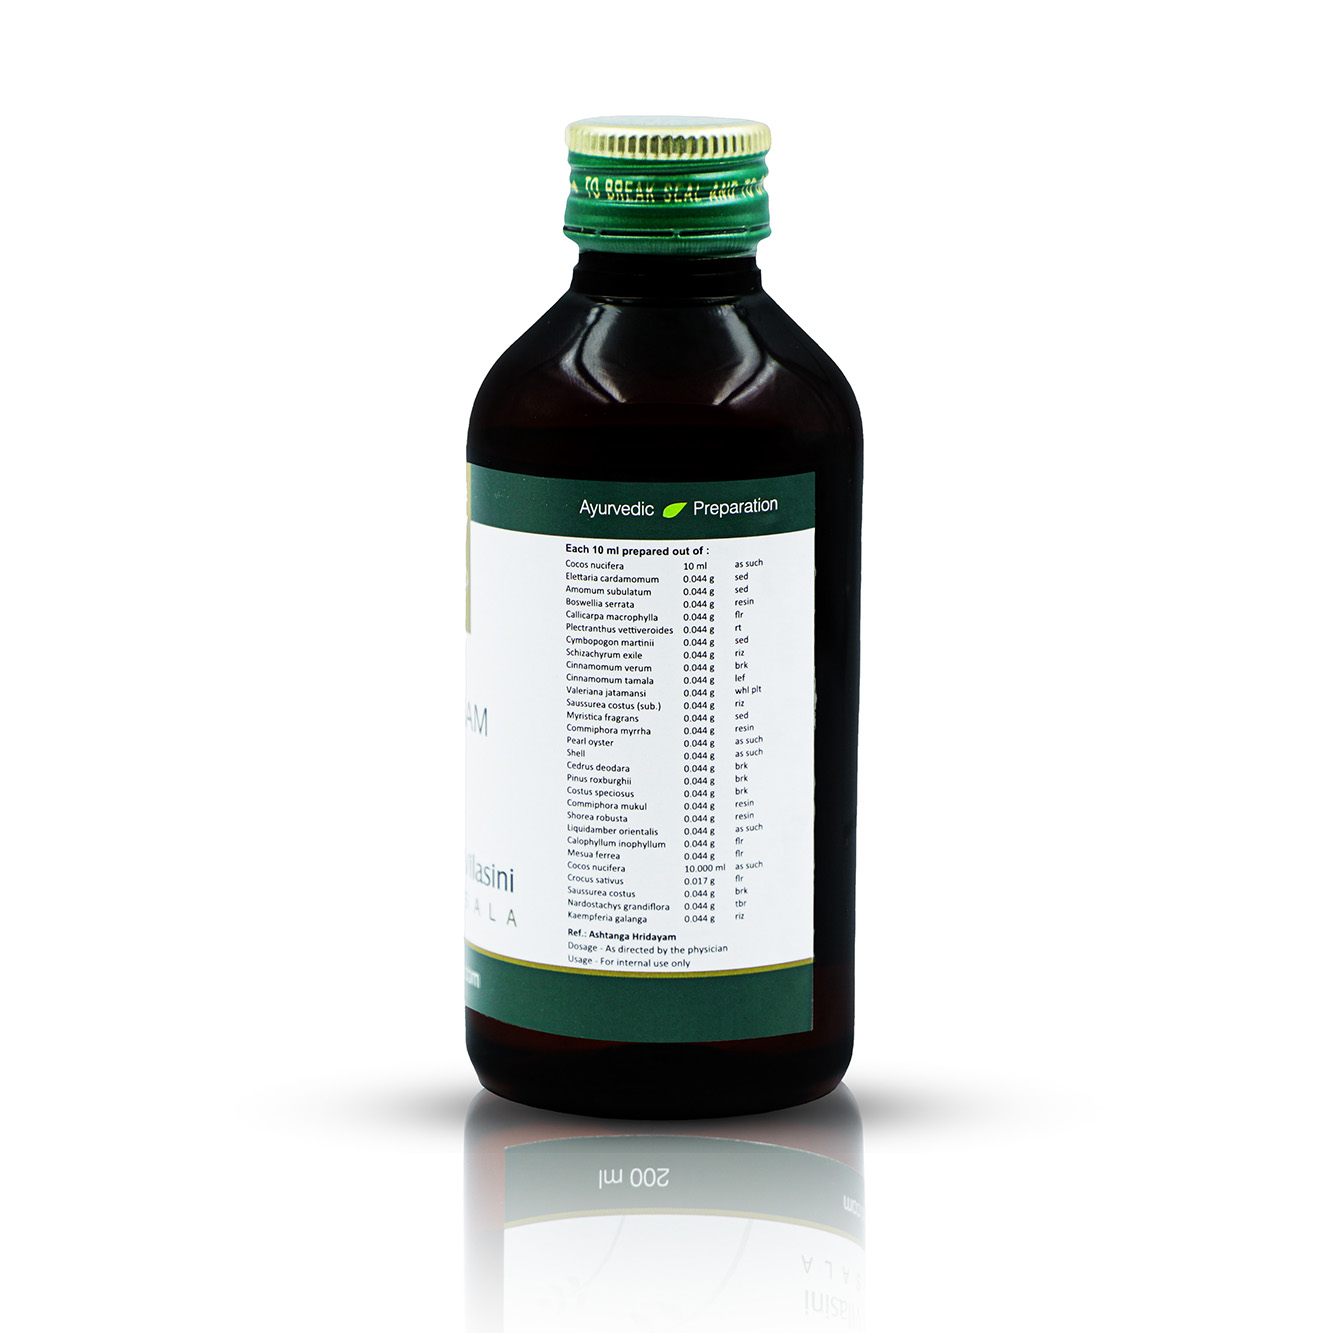 TO BREAK SEAL AND TO
Ayurvedic Preparation
Each 10 ml prepared out of :
Cocos nucifera 10 ml as such
Elettaria cardamomum 0.044 g sed
Amomum subulatum 0.044 g sed
Boswellia serrata 0.044 g resin
Callicarpa macrophylla 0.044 g flr
Plectranthus vettiveroides 0.044 g rt
Cymbopogon martinii 0.044 g sed
Schizachyrum exile 0.044 g riz
Cinnamomum verum 0.044 g brk
Cinnamomum tamala 0.044 g lef
Valeriana jatamansi 0.044 g whl plt
Saussurea costus (sub.) 0.044 g riz
Myristica fragrans 0.044 g sed
Commiphora myrrha 0.044 g resin
Pearl oyster 0.044 g as such
Shell 0.044 g as such
Cedrus deodara 0.044 g brk
Pinus roxburghii 0.044 g brk
Costus speciosus 0.044 g brk
Commiphora mukul 0.044 g resin
Shorea robusta 0.044 g resin
Liquidamber orientalis 0.044 g as such
Calophyllum inophyllum 0.044 g flr
Mesua ferrea 0.044 g flr
Cocos nucifera 10.000 ml as such
Crocus sativus 0.017 g flr
Saussurea costus 0.044 g brk
Nardostachys grandiflora 0.044 g tbr
Kaempferia galanga 0.044 g riz
Ref.: Ashtanga Hridayam
Dosage - As directed by the physician
Usage - For internal use only
AM
ilasini
A L A
.com
200 ml
.com
A L A
ilasini